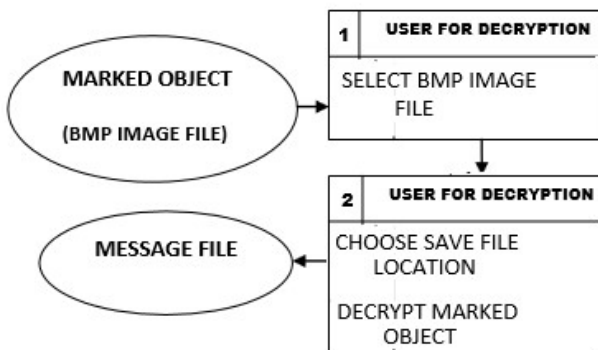 MARKED OBJECT
(BMP IMAGE FILE)
1 USER FOR DECRYPTION
SELECT BMP IMAGE
FILE
2 USER FOR DECRYPTION
CHOOSE SAVE FILE
LOCATION
DECRYPT MARKED
OBJECT
MESSAGE FILE